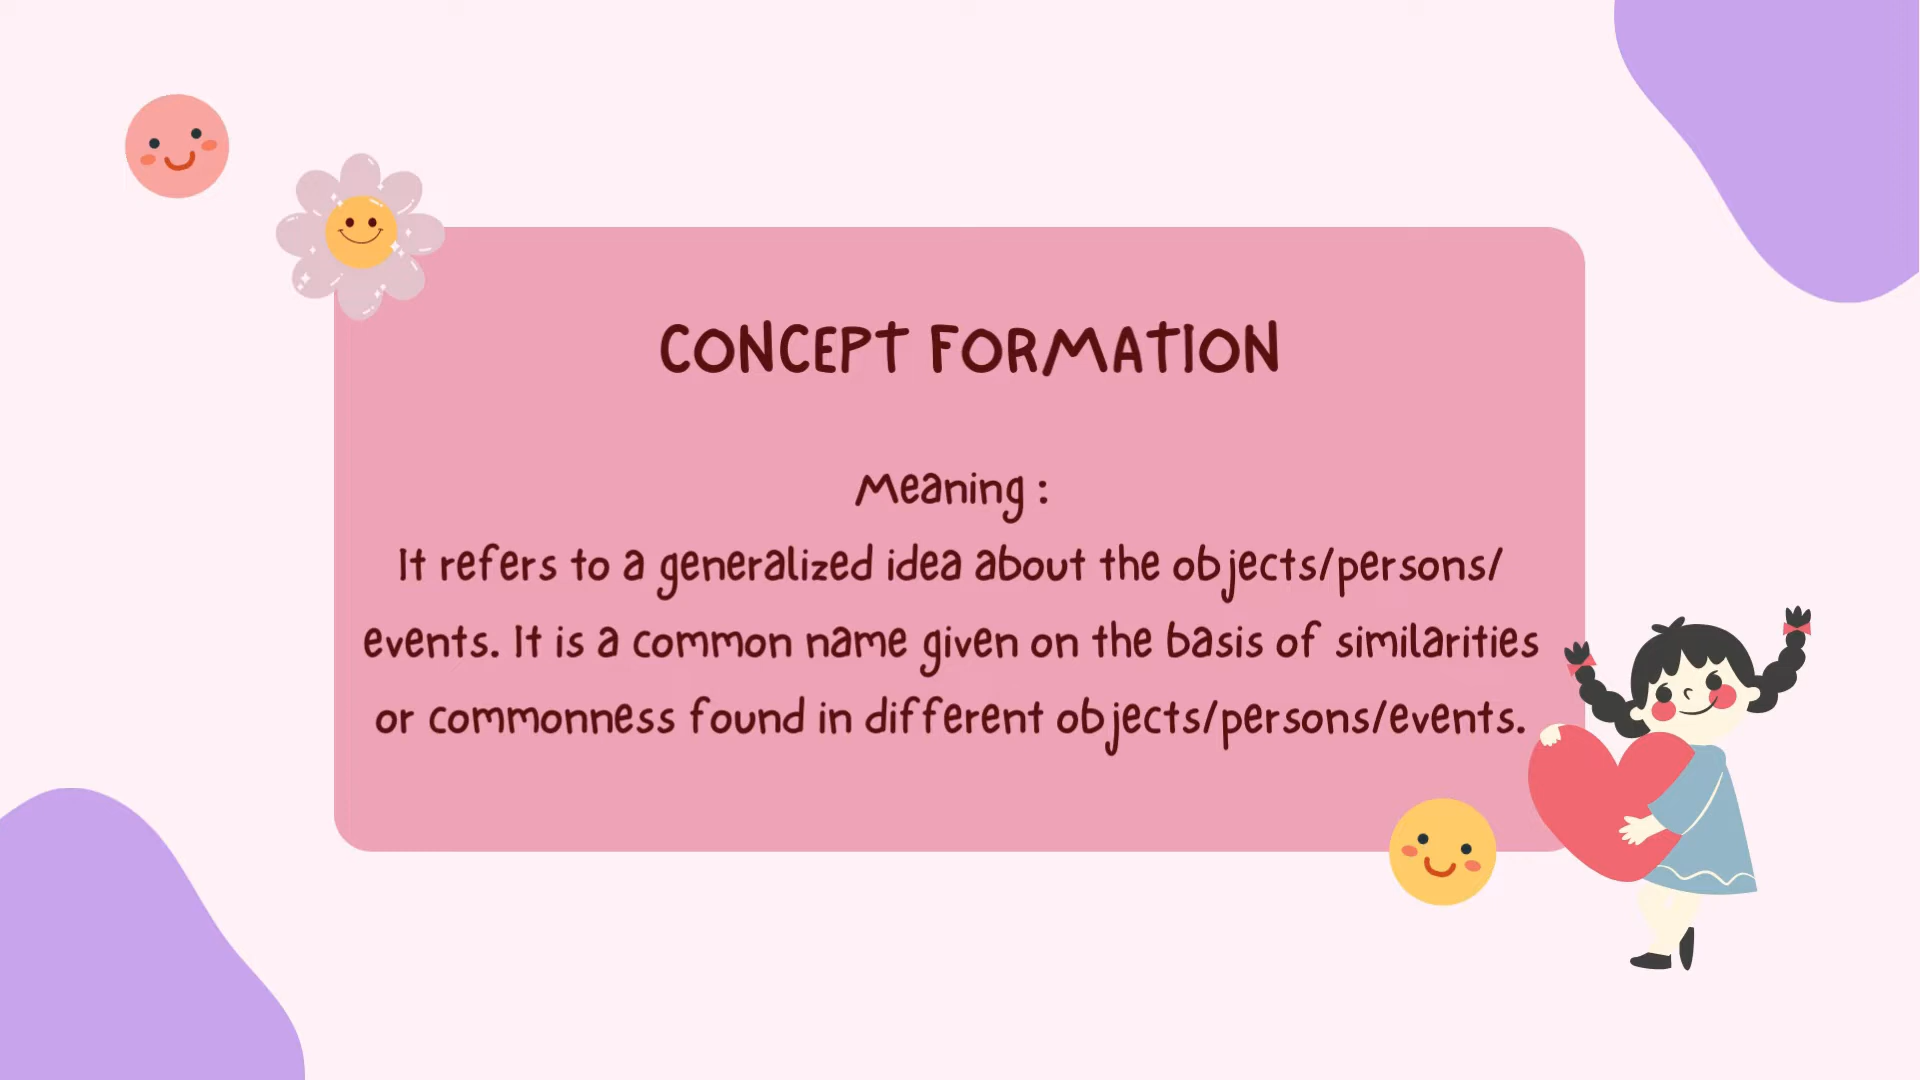 CONCEPT FORMATION
Meaning :
It refers to a generalized idea about the objects/persons/
events. It is a common name given on the basis of similarities
or commonness found in different objects/persons/events.